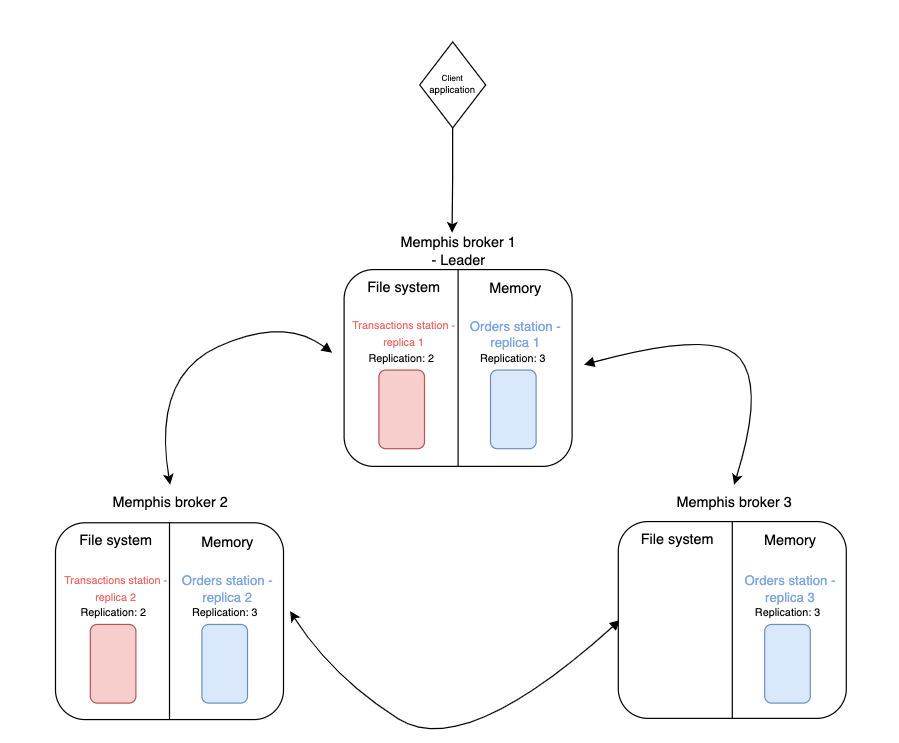 Client
application
Memphis broker 1
- Leader
File system
Memory
Transactions station -
replica 1
Replication: 2
Orders station -
replica 1
Replication: 3
Memphis broker 2
File system
Memory
Transactions station -
replica 2
Replication: 2
Orders station -
replica 2
Replication: 3
Memphis broker 3
File system
Memory
Orders station -
replica 3
Replication: 3